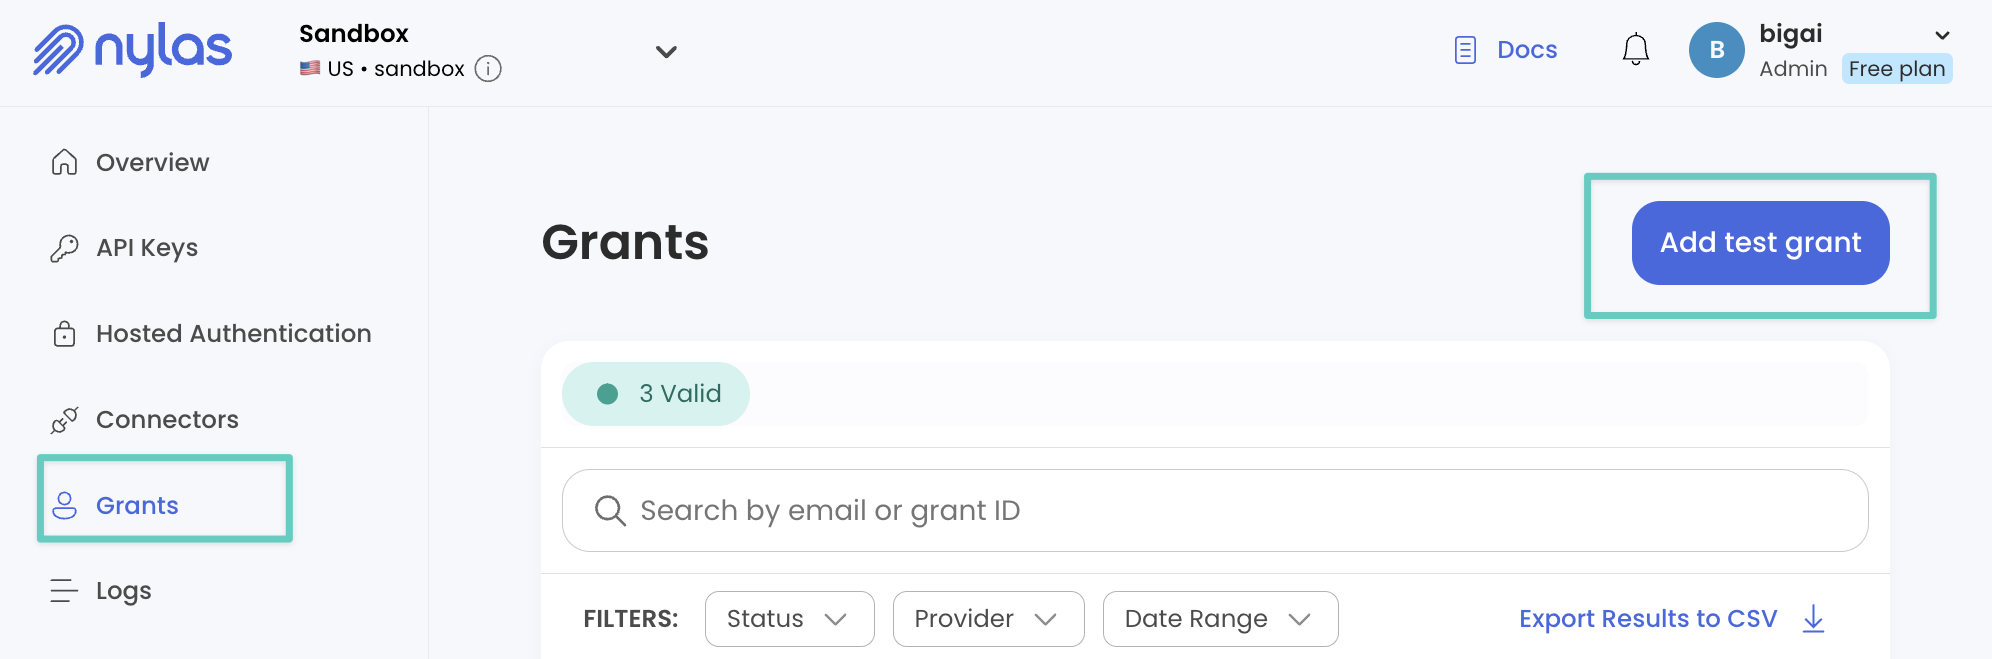 nylas
Sandbox
US • sandbox
Docs
B
bigai
Admin
Free plan
Overview
API Keys
Hosted Authentication
Connectors
Grants
Logs
Grants
Add test grant
3 Valid
Search by email or grant ID
FILTERS:
Status
Provider
Date Range
Export Results to CSV